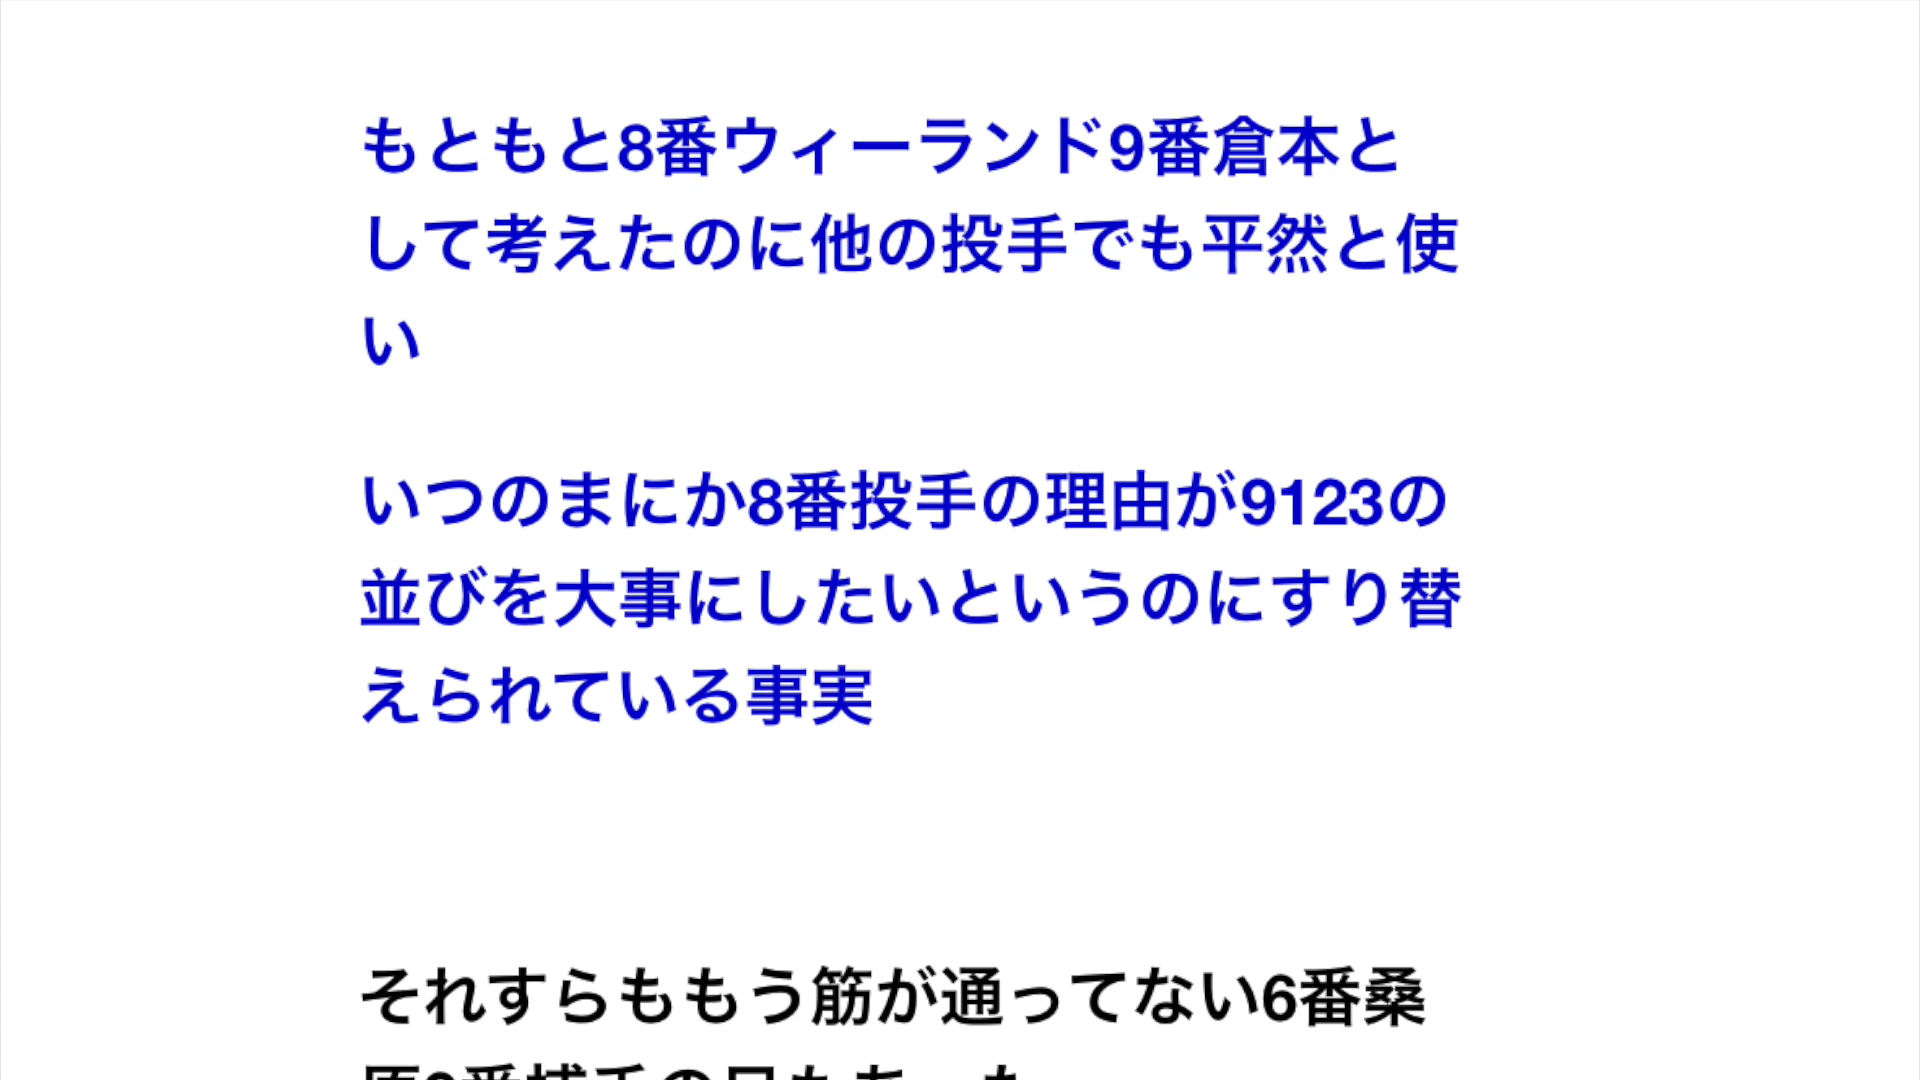 もともと8番ウィーランド9番倉本と
して考えたのに他の投手でも平然と使
い
いつのまにか8番投手の理由が9123の
並びを大事にしたいというのにすり替
えられている事実
それすらももう筋が通ってない6番桑